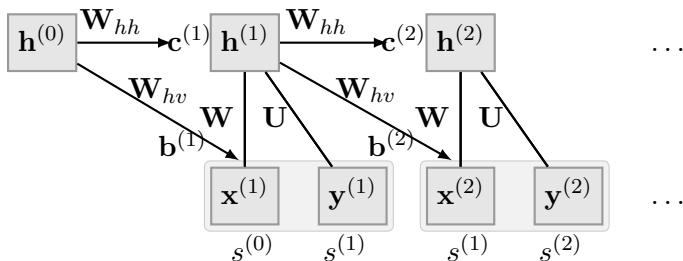 h^(0) W_hh c^(1) h^(1) W_hh c^(2) h^(2) ...
W_hv W U W_hv W U
b^(1) b^(2)
x^(1) y^(1) x^(2) y^(2) ...
s^(0) s^(1) s^(1) s^(2)